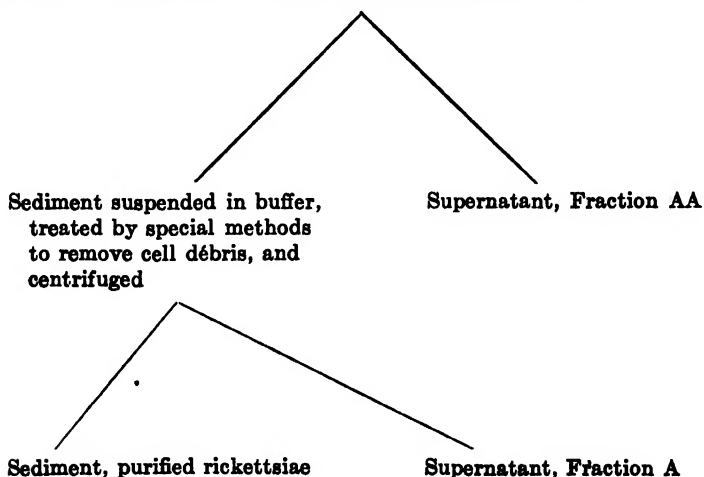 Sediment suspended in buffer,
treated by special methods
to remove cell débris, and
centrifuged
Supernatant, Fraction AA
Sediment, purified rickettsiae
Supernatant, Fraction A